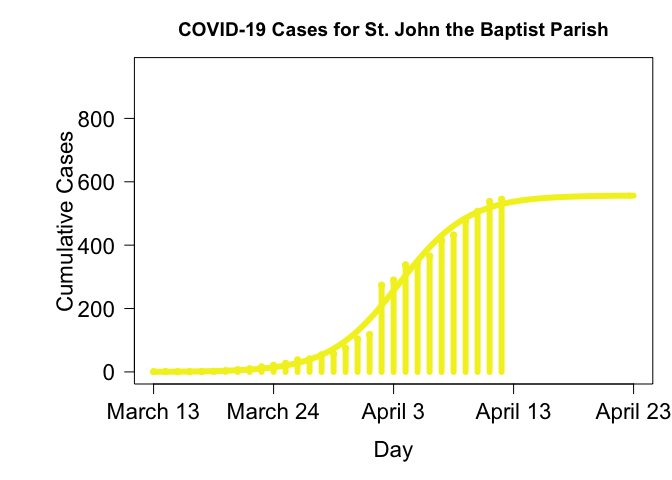 COVID-19 Cases for St. John the Baptist Parish
Cumulative Cases
800
600
400
200
0
March 13
March 24
April 3
April 13
April 23
Day